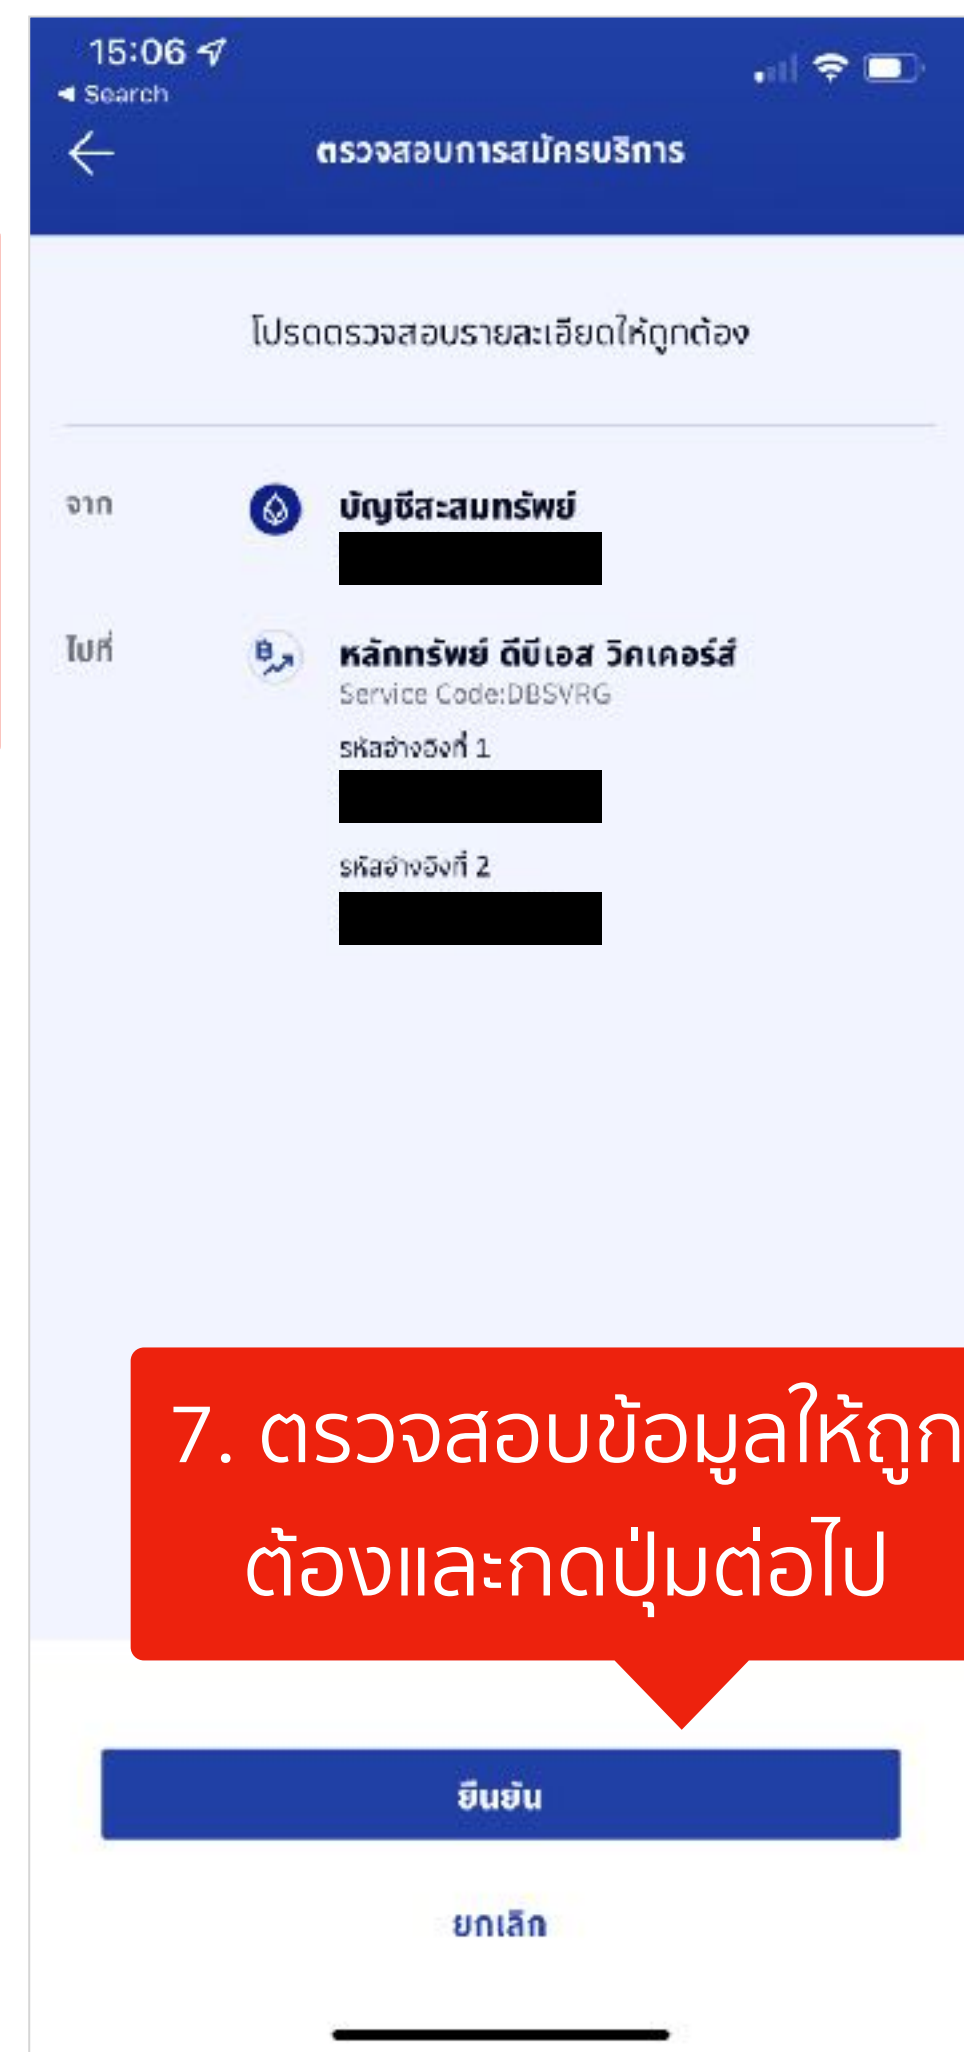 15:06
◀ Search
ตรวจสอบการสมัครบริการ
โปรดตรวจสอบรายละเอียดให้ถูกต้อง
จาก
บัญชีสะสมทรัพย์
ไปที่
หลักทรัพย์ ดีบีเอส วิคเคอร์ส์
Service Code:DBSVRG
รหัสอ้างอิงที่ 1
รหัสอ้างอิงที่ 2
7. ตรวจสอบข้อมูลให้ถูก
ต้องและกดปุ่มต่อไป
ยืนยัน
ยกเลิก